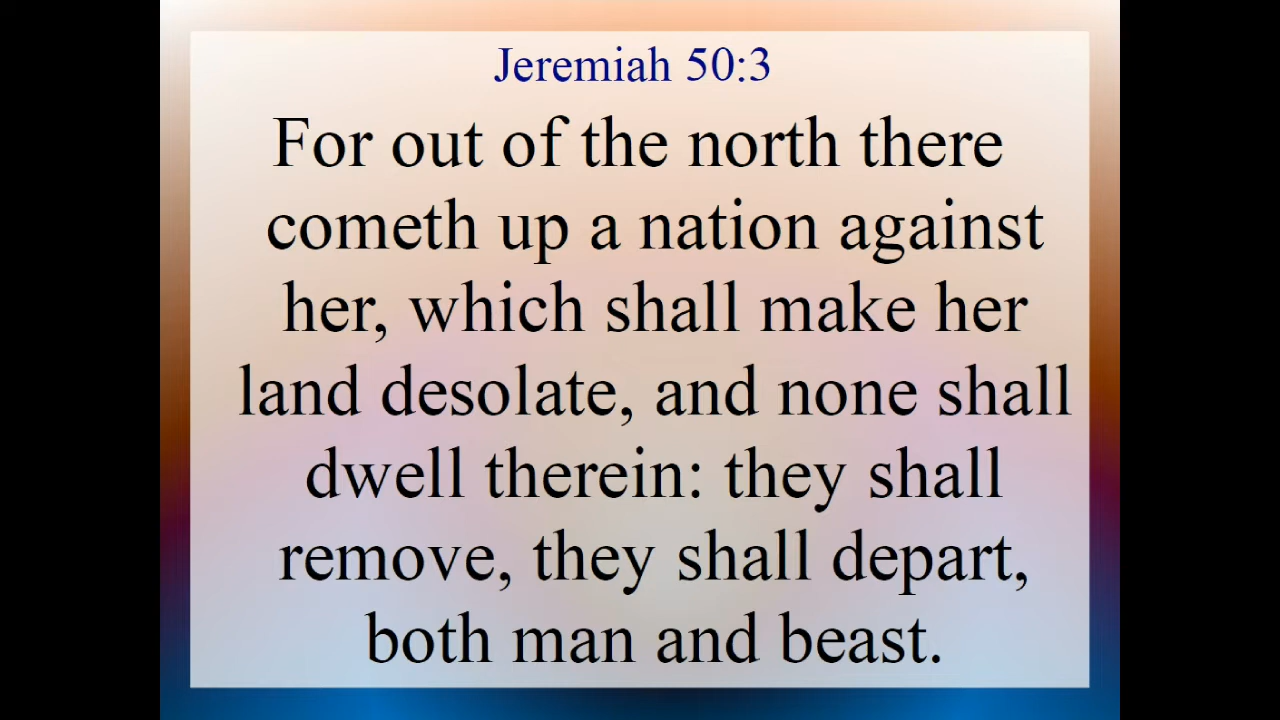 Jeremiah 50:3
For out of the north there
cometh up a nation against
her, which shall make her
land desolate, and none shall
dwell therein: they shall
remove, they shall depart,
both man and beast.